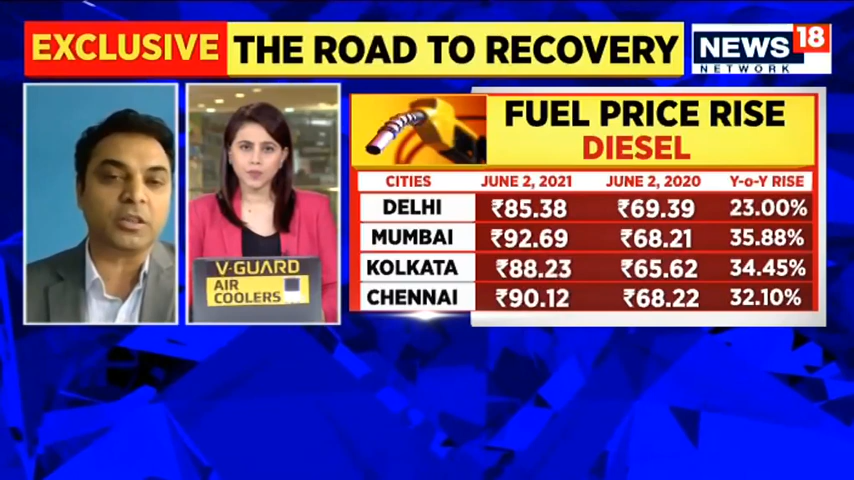 EXCLUSIVE THE ROAD TO RECOVERY
NEWS 18
NETWORK
FUEL PRICE RISE
DIESEL
CITIES JUNE 2, 2021 JUNE 2, 2020 Y-o-Y RISE
DELHI ₹85.38 ₹69.39 23.00%
MUMBAI ₹92.69 ₹68.21 35.88%
KOLKATA ₹88.23 ₹65.62 34.45%
CHENNAI ₹90.12 ₹68.22 32.10%
V-GUARD
AIR
COOLERS